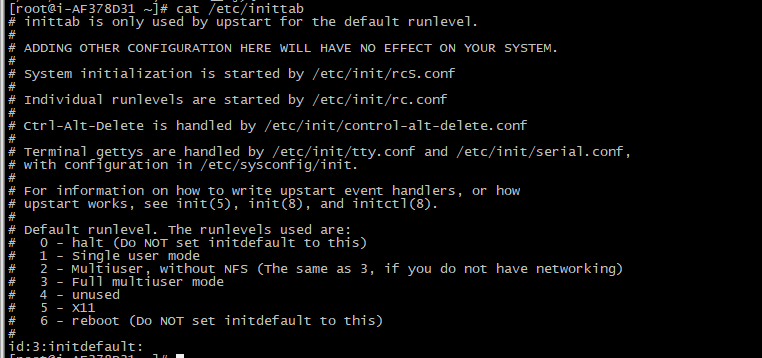 [root@i-AF378D31 ~]# cat /etc/inittab
# inittab is only used by upstart for the default runlevel.
#
# ADDING OTHER CONFIGURATION HERE WILL HAVE NO EFFECT ON YOUR SYSTEM.
#
# System initialization is started by /etc/init/rcS.conf
#
# Individual runlevels are started by /etc/init/rc.conf
#
# Ctrl-Alt-Delete is handled by /etc/init/control-alt-delete.conf
#
# Terminal gettys are handled by /etc/init/tty.conf and /etc/init/serial.conf,
# with configuration in /etc/sysconfig/init.
#
# For information on how to write upstart event handlers, or how
# upstart works, see init(5), init(8), and initctl(8).
#
# Default runlevel. The runlevels used are:
#   0 - halt (Do NOT set initdefault to this)
#   1 - Single user mode
#   2 - Multiuser, without NFS (The same as 3, if you do not have networking)
#   3 - Full multiuser mode
#   4 - unused
#   5 - X11
#   6 - reboot (Do NOT set initdefault to this)
#
id:3:initdefault:
[root@i-AF378D31 ~]#